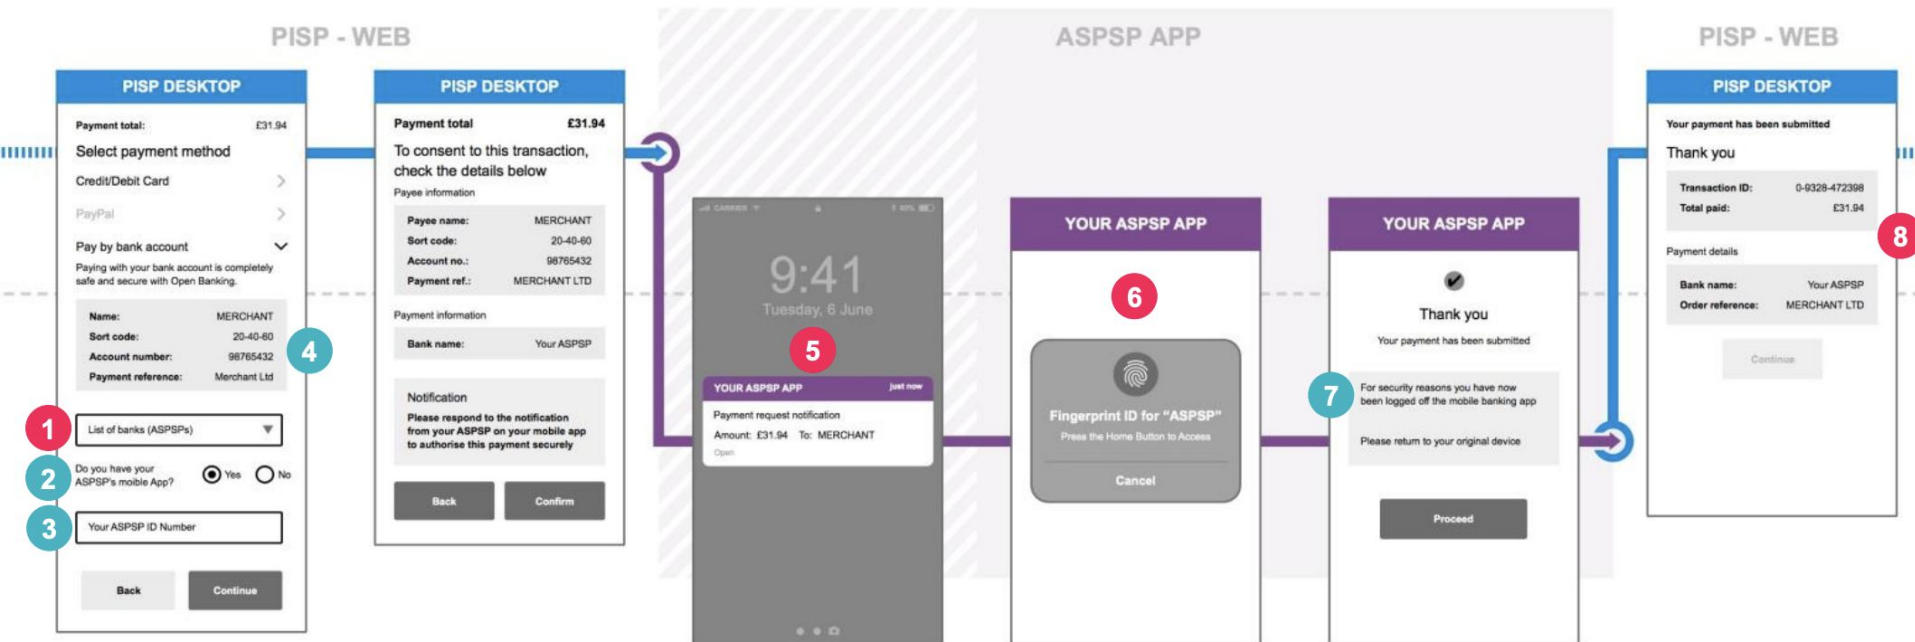 PISP - WEB
ASPSP APP
PISP - WEB
PISP DESKTOP
Payment total: £31.94
Select payment method
Credit/Debit Card
PayPal
Pay by bank account
Paying with your bank account is completely
safe and secure with Open Banking.
Name: MERCHANT
Sort code: 20-40-60
Account number: 98765432
Payment reference: Merchant Ltd
4
1
List of banks (ASPSPs)
2
Do you have your
ASPSP's moible App?
Yes
No
3
Your ASPSP ID Number
Back
Continue
PISP DESKTOP
Payment total £31.94
To consent to this transaction,
check the details below
Payee information
Payee name: MERCHANT
Sort code: 20-40-60
Account no.: 98765432
Payment ref.: MERCHANT LTD
Payment information
Bank name: Your ASPSP
Notification
Please respond to the notification
from your ASPSP on your mobile app
to authorise this payment securely
Back
Confirm
CARRIER
9:41
Tuesday, 6 June
5
YOUR ASPSP APP just now
Payment request notification
Amount: £31.94 To: MERCHANT
Open
YOUR ASPSP APP
6
Fingerprint ID for “ASPSP”
Press the Home Button to Access
Cancel
YOUR ASPSP APP
Thank you
Your payment has been submitted
7
For security reasons you have now
been logged off the mobile banking app
Please return to your original device
Proceed
PISP DESKTOP
Your payment has been submitted
Thank you
Transaction ID: 0-9328-472398
Total paid: £31.94
8
Payment details
Bank name: Your ASPSP
Order reference: MERCHANT LTD
Continue